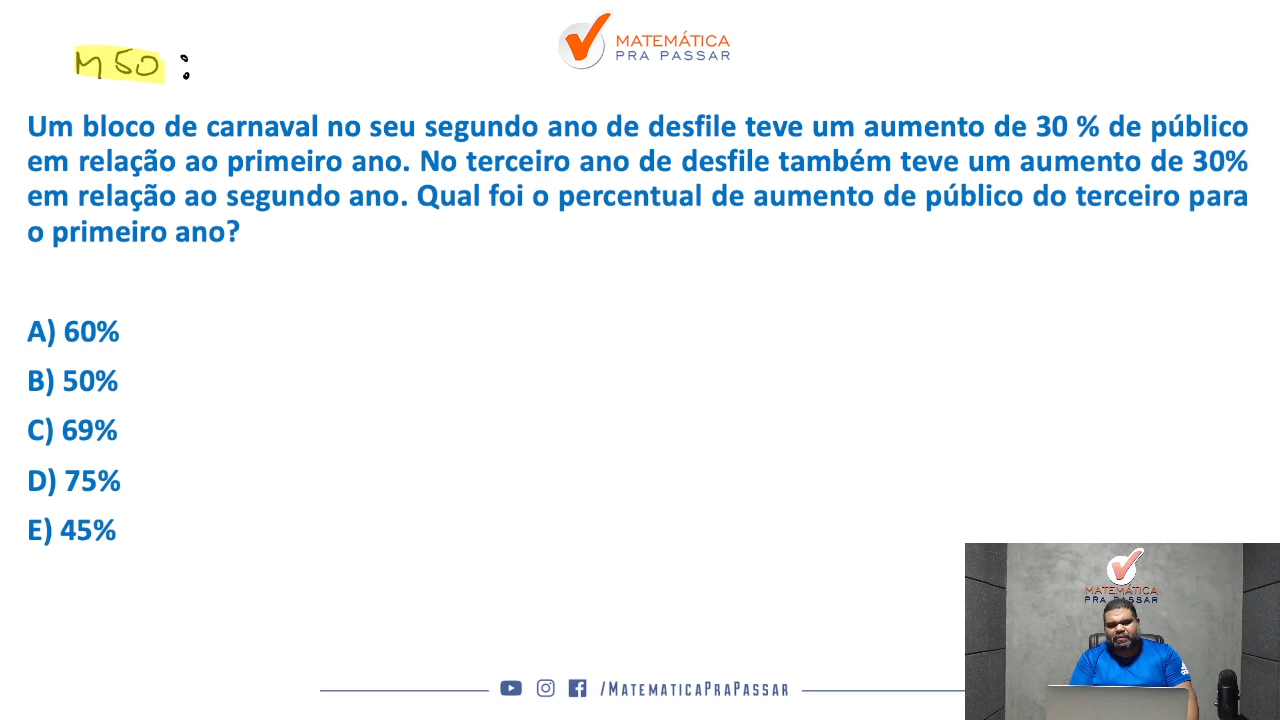 MATEMÁTICA
PRA PASSAR
M50:
Um bloco de carnaval no seu segundo ano de desfile teve um aumento de 30 % de público
em relação ao primeiro ano. No terceiro ano de desfile também teve um aumento de 30%
em relação ao segundo ano. Qual foi o percentual de aumento de público do terceiro para
o primeiro ano?
A) 60%
B) 50%
C) 69%
D) 75%
E) 45%
MATEMÁTICA
PRA PASSAR
/MATEMATICAPRAPASSAR